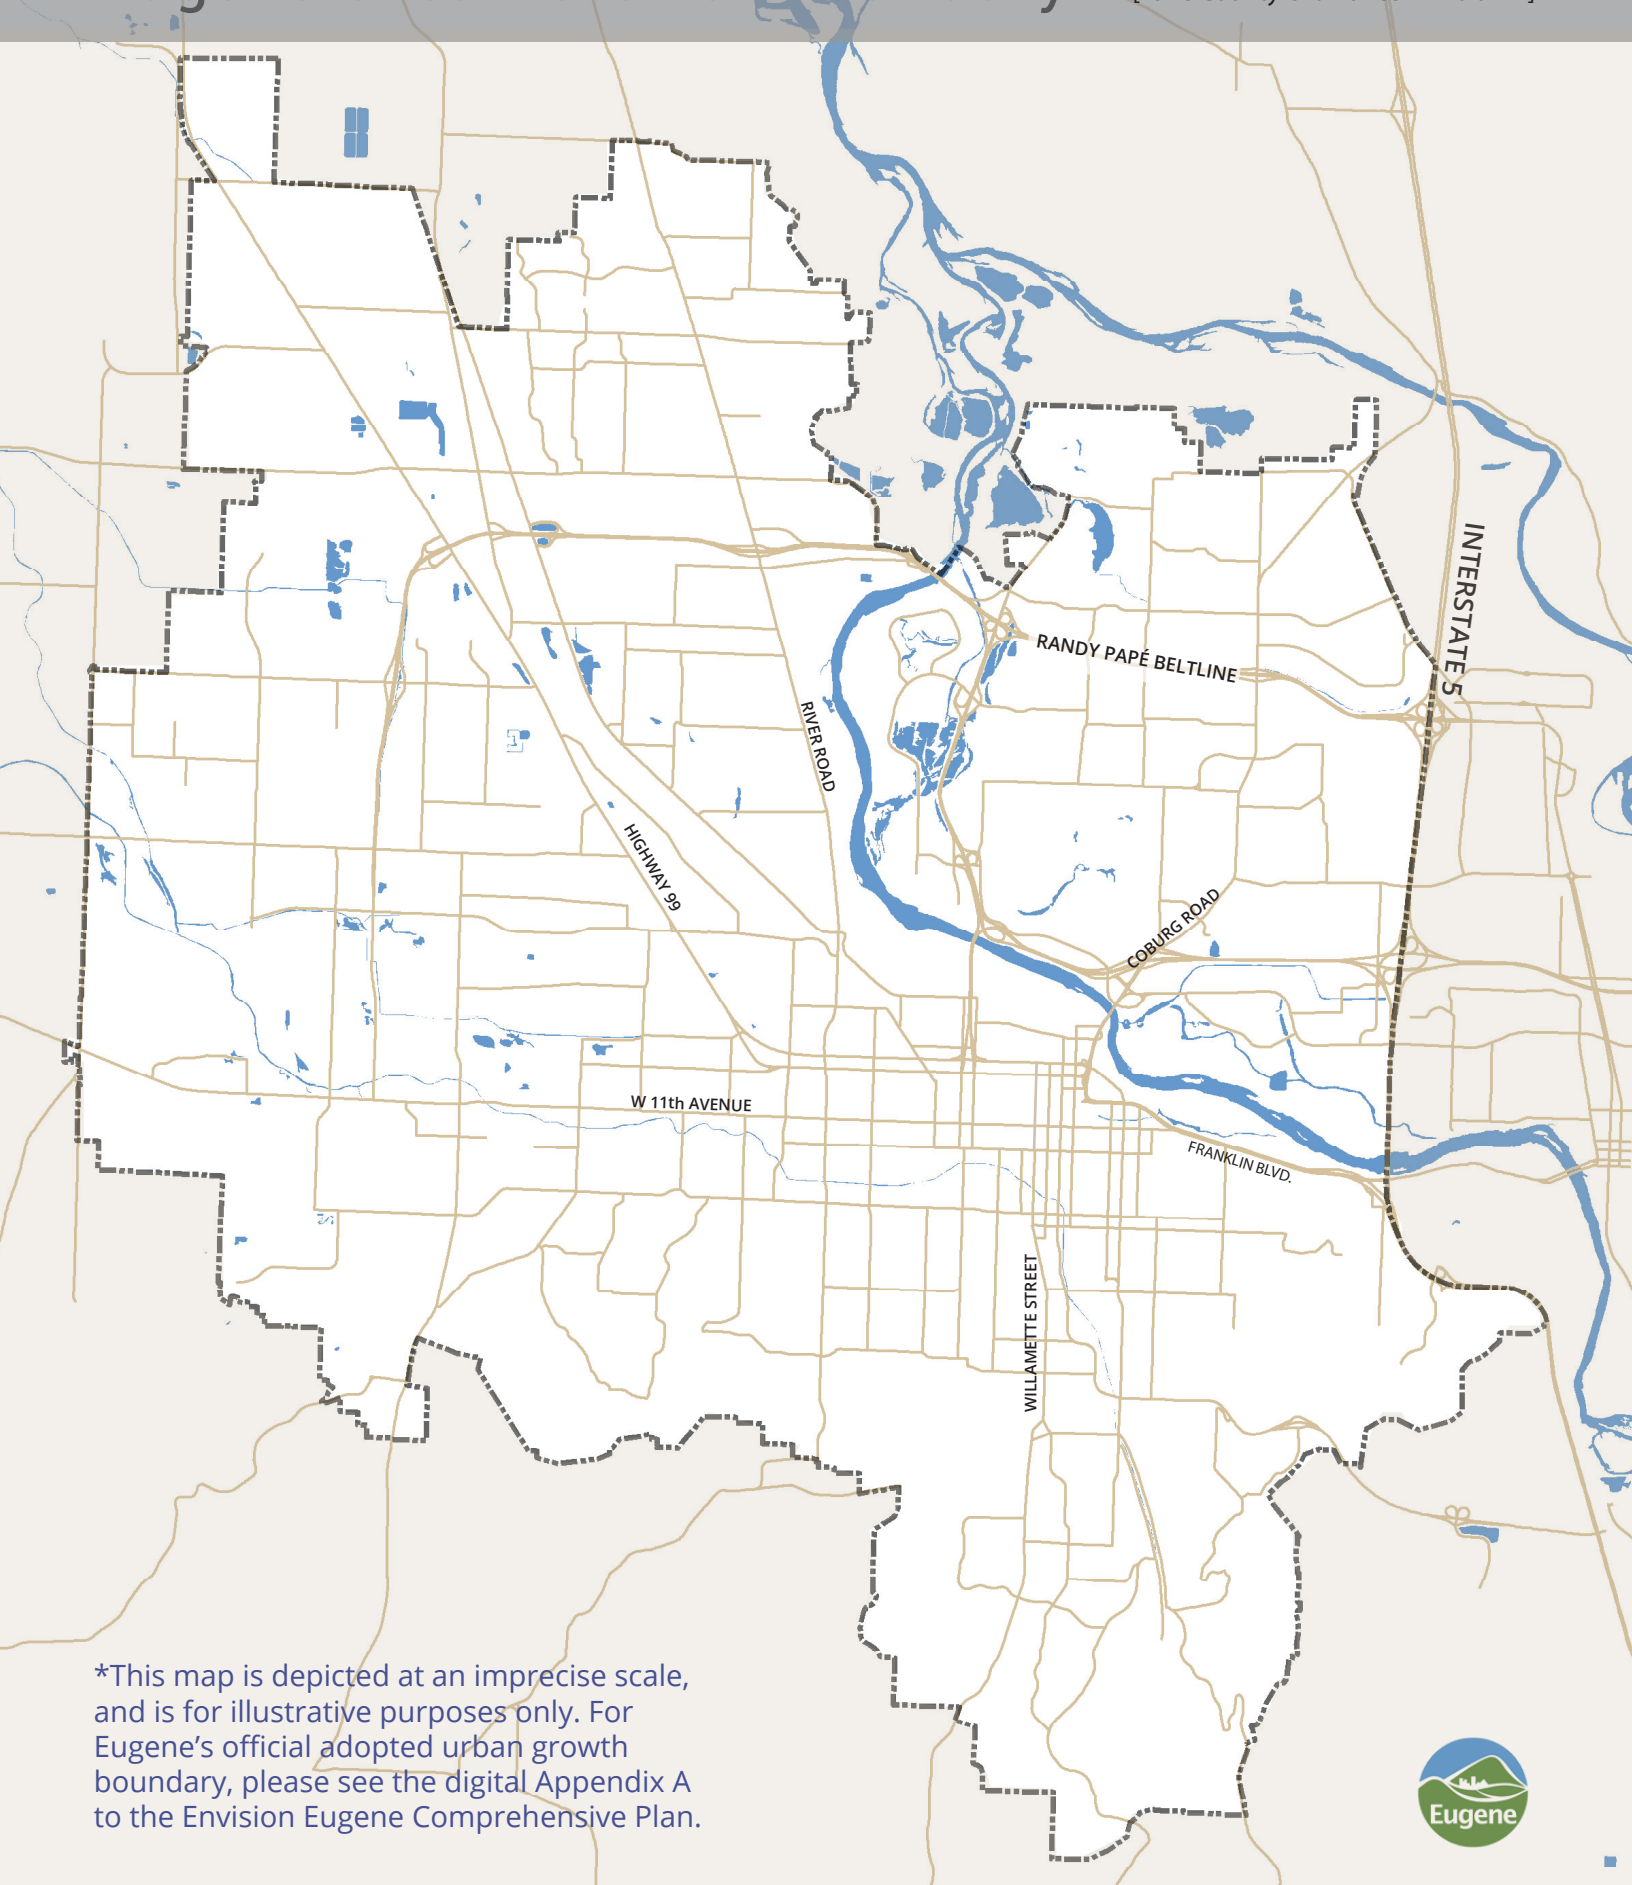 INTERSTATE 5
RANDY PAPÉ BELTLINE
RIVER ROAD
HIGHWAY 99
COBURG ROAD
W 11th AVENUE
FRANKLIN BLVD.
WILLAMETTE STREET
*This map is depicted at an imprecise scale,
and is for illustrative purposes only. For
Eugene’s official adopted urban growth
boundary, please see the digital Appendix A
to the Envision Eugene Comprehensive Plan.
Eugene